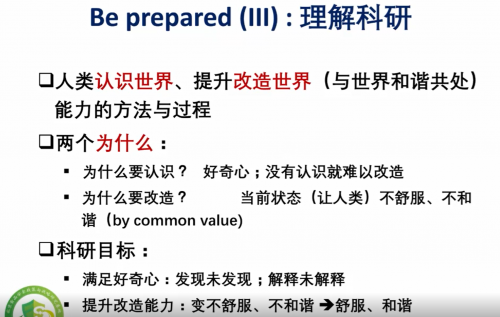 Be prepared (III) : 理解科研
❑人类认识世界、提升改造世界（与世界和谐共处）
能力的方法与过程
❑两个为什么：
▪ 为什么要认识？ 好奇心；没有认识就难以改造
▪ 为什么要改造？ 当前状态（让人类）不舒服、不和
谐（by common value)
❑科研目标：
▪ 满足好奇心：发现未发现；解释未解释
▪ 提升改造能力：变不舒服、不和谐 ➔舒服、和谐